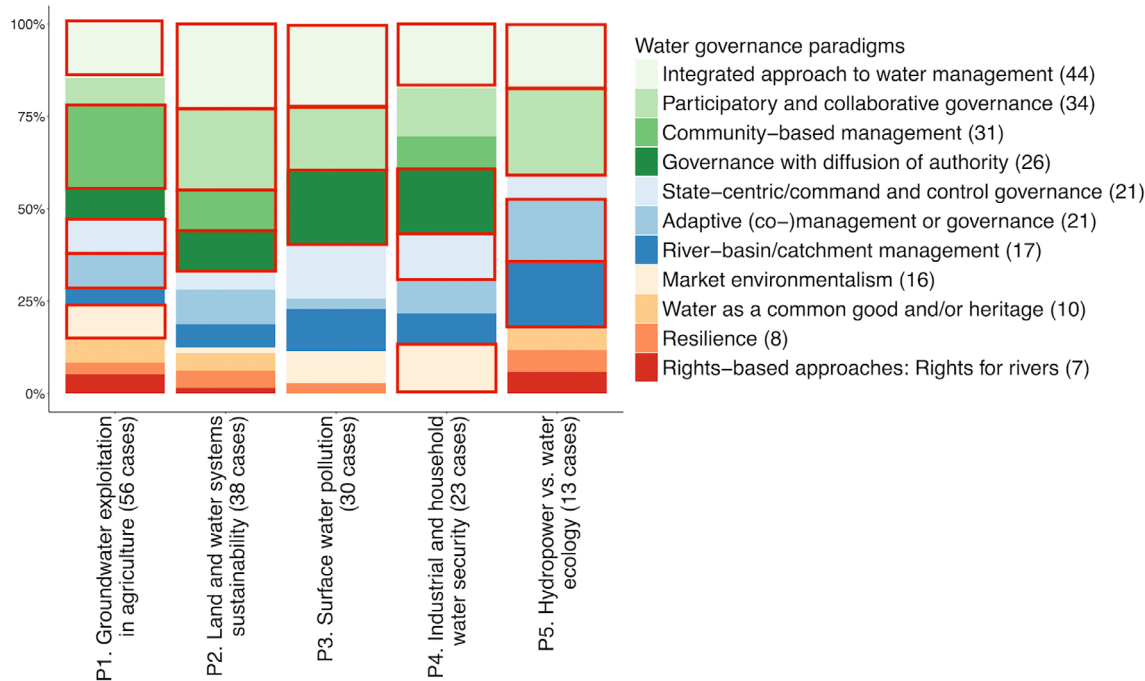 100%
75%
50%
25%
0%
Water governance paradigms
Integrated approach to water management (44)
Participatory and collaborative governance (34)
Community−based management (31)
Governance with diffusion of authority (26)
State−centric/command and control governance (21)
Adaptive (co−)management or governance (21)
River−basin/catchment management (17)
Market environmentalism (16)
Water as a common good and/or heritage (10)
Resilience (8)
Rights−based approaches: Rights for rivers (7)
P1. Groundwater exploitation
in agriculture (56 cases)
P2. Land and water systems
sustainability (38 cases)
P3. Surface water pollution
(30 cases)
P4. Industrial and household
water security (23 cases)
P5. Hydropower vs. water
ecology (13 cases)